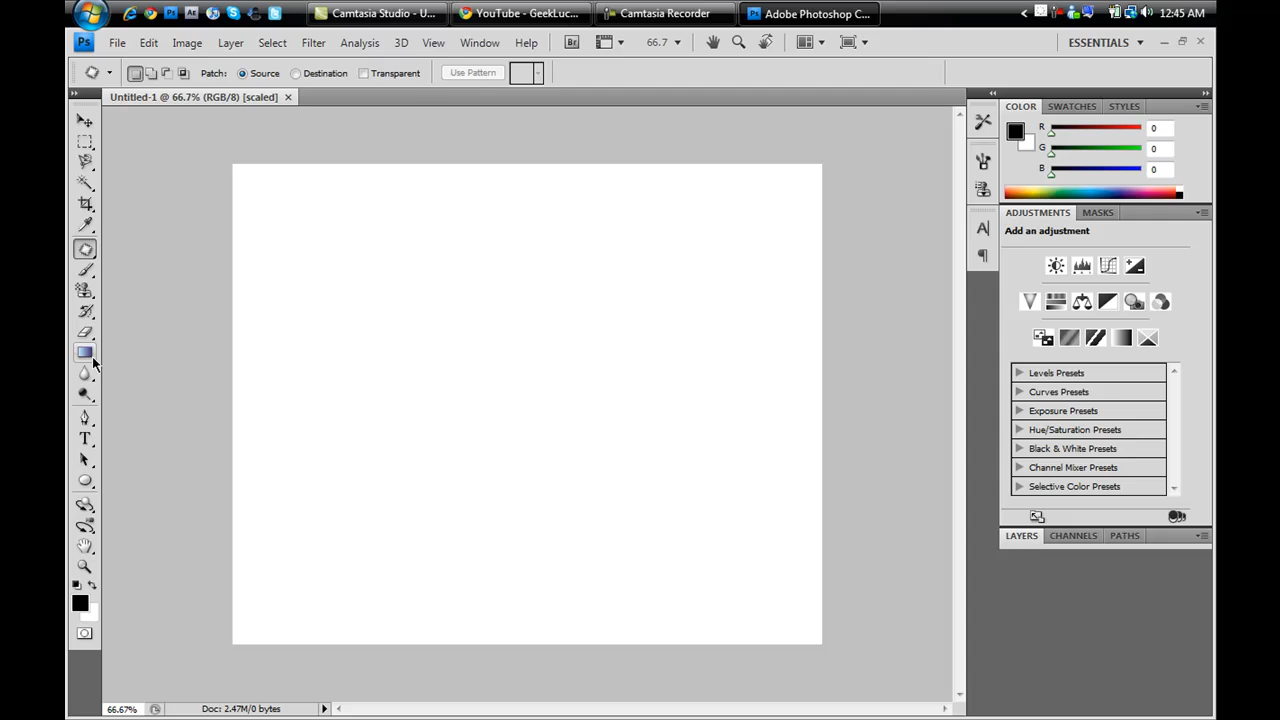 Camtasia Studio - U...
YouTube - GeekLuc...
Camtasia Recorder
Adobe Photoshop C...
12:45 AM
Ps
File Edit Image Layer Select Filter Analysis 3D View Window Help
Br
66.7
ESSENTIALS
Patch: Source Destination Transparent Use Pattern
Untitled-1 @ 66.7% (RGB/8) [scaled]
COLOR SWATCHES STYLES
R 0
G 0
B 0
ADJUSTMENTS MASKS
Add an adjustment
Levels Presets
Curves Presets
Exposure Presets
Hue/Saturation Presets
Black & White Presets
Channel Mixer Presets
Selective Color Presets
LAYERS CHANNELS PATHS
66.67% Doc: 2.47M/0 bytes